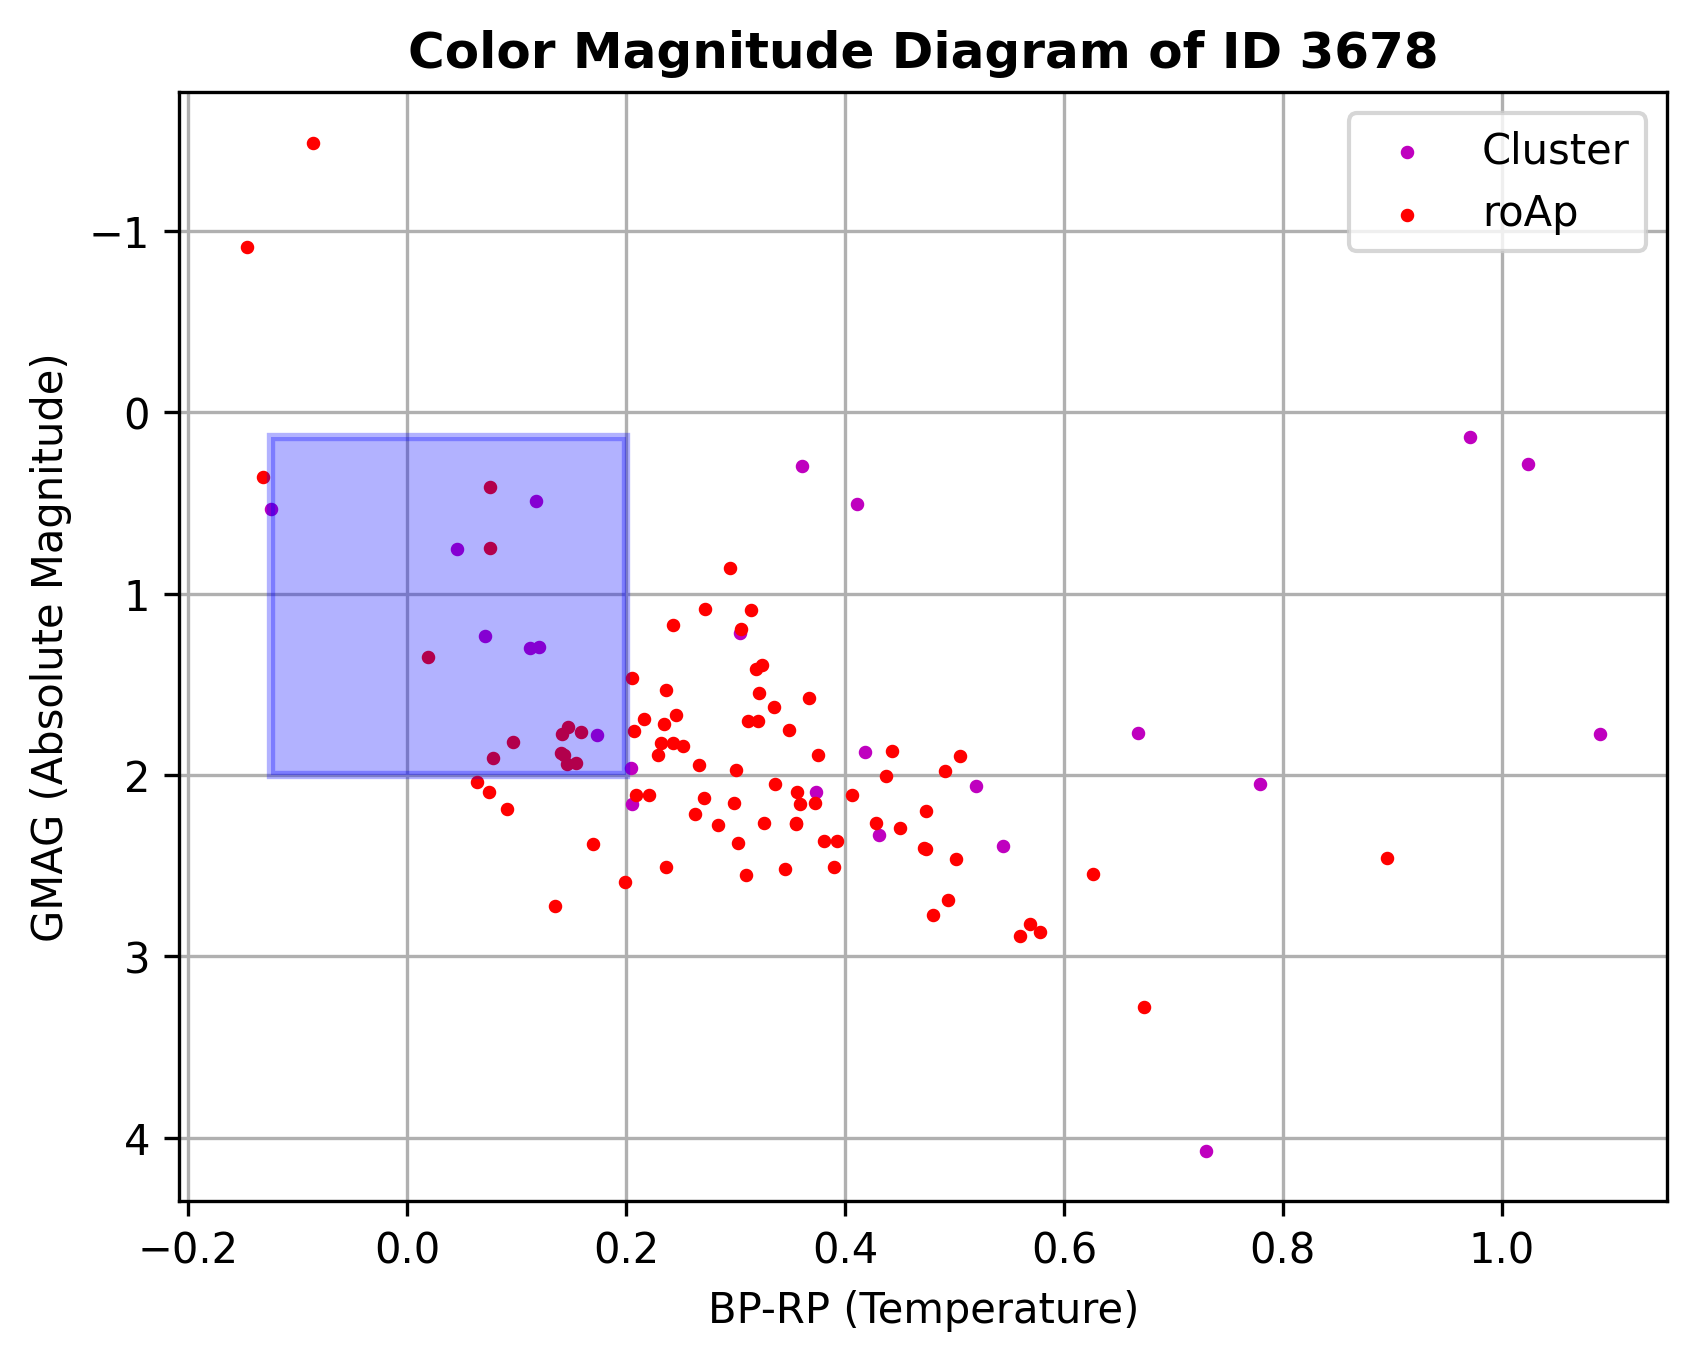 Color Magnitude Diagram of ID 3678
Cluster
roAp
GMAG (Absolute Magnitude)
−1
0
1
2
3
4
−0.2 0.0 0.2 0.4 0.6 0.8 1.0
BP-RP (Temperature)